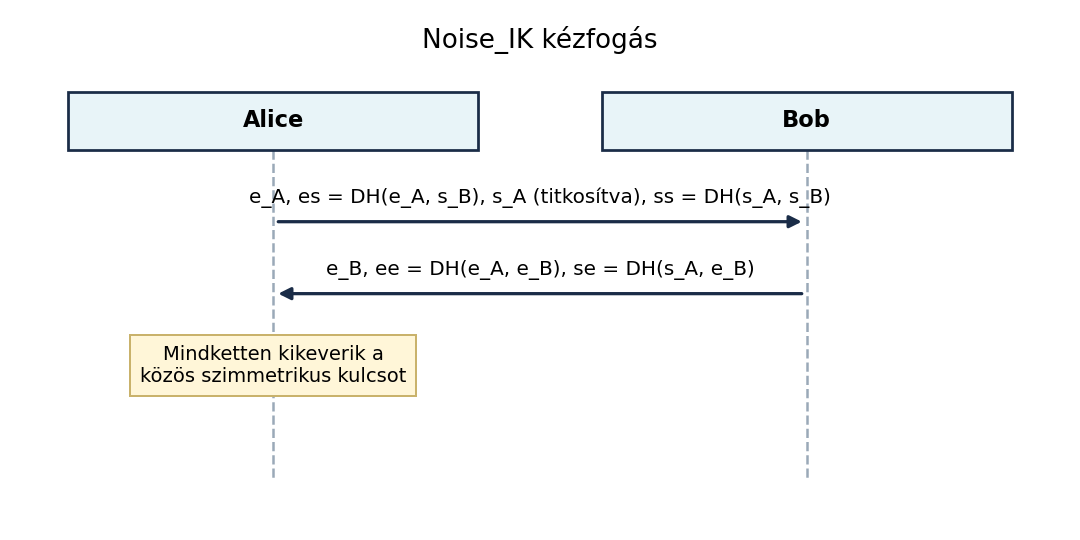 Noise_IK kézfogás
Alice
Bob
e_A, es = DH(e_A, s_B), s_A (titkosítva), ss = DH(s_A, s_B)
e_B, ee = DH(e_A, e_B), se = DH(s_A, e_B)
Mindketten kikeverik a
közös szimmetrikus kulcsot